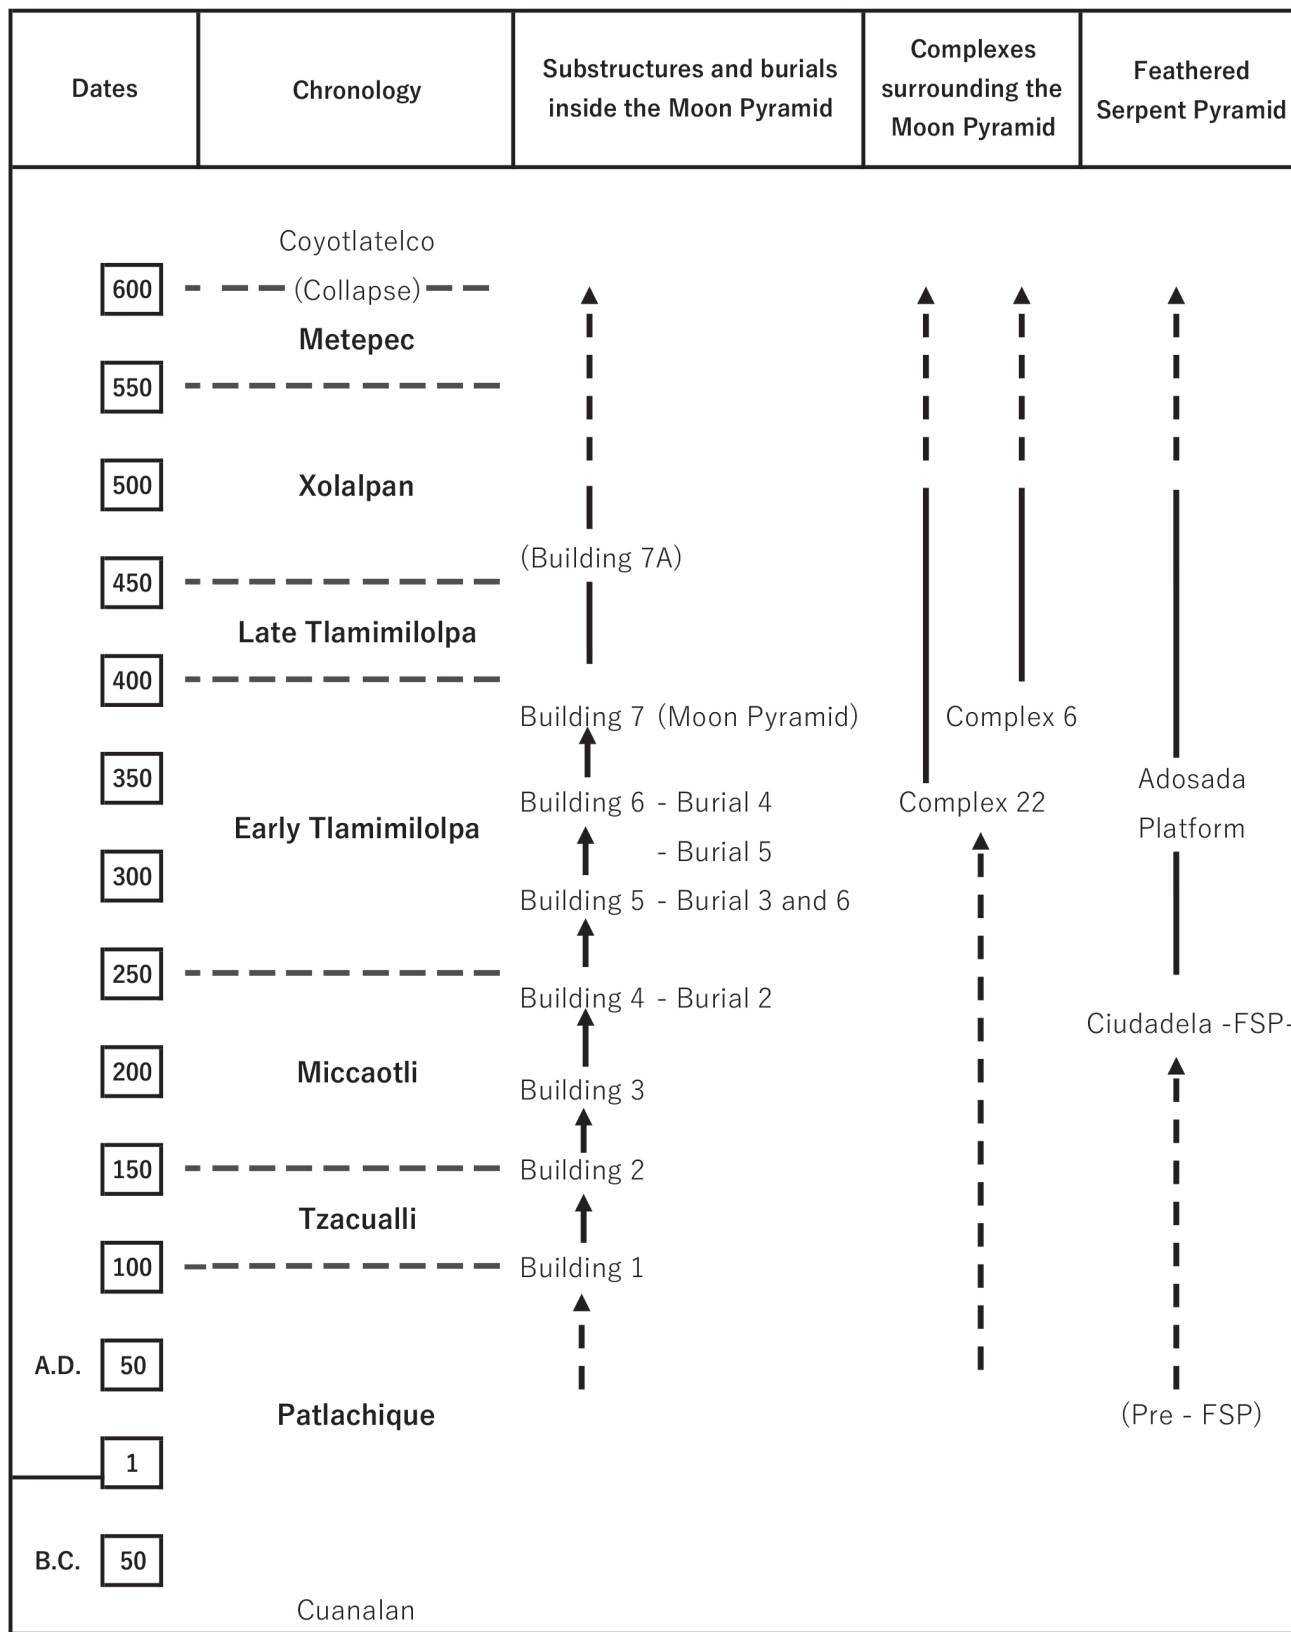 Dates
Chronology
Substructures and burials
inside the Moon Pyramid
Complexes
surrounding the
Moon Pyramid
Feathered
Serpent Pyramid
Coyotlatelco
600
(Collapse)
Metepec
550
500
Xolalpan
(Building 7A)
450
Late Tlamimilolpa
400
Building 7 (Moon Pyramid)
Complex 6
350
Adosada
Building 6 - Burial 4
Complex 22
Early Tlamimilolpa
Platform
- Burial 5
300
Building 5 - Burial 3 and 6
250
Building 4 - Burial 2
Ciudadela -FSP-
200
Miccaotli
Building 3
150
Building 2
Tzacualli
100
Building 1
A.D. 50
Patlachique
(Pre - FSP)
1
B.C. 50
Cuanalan